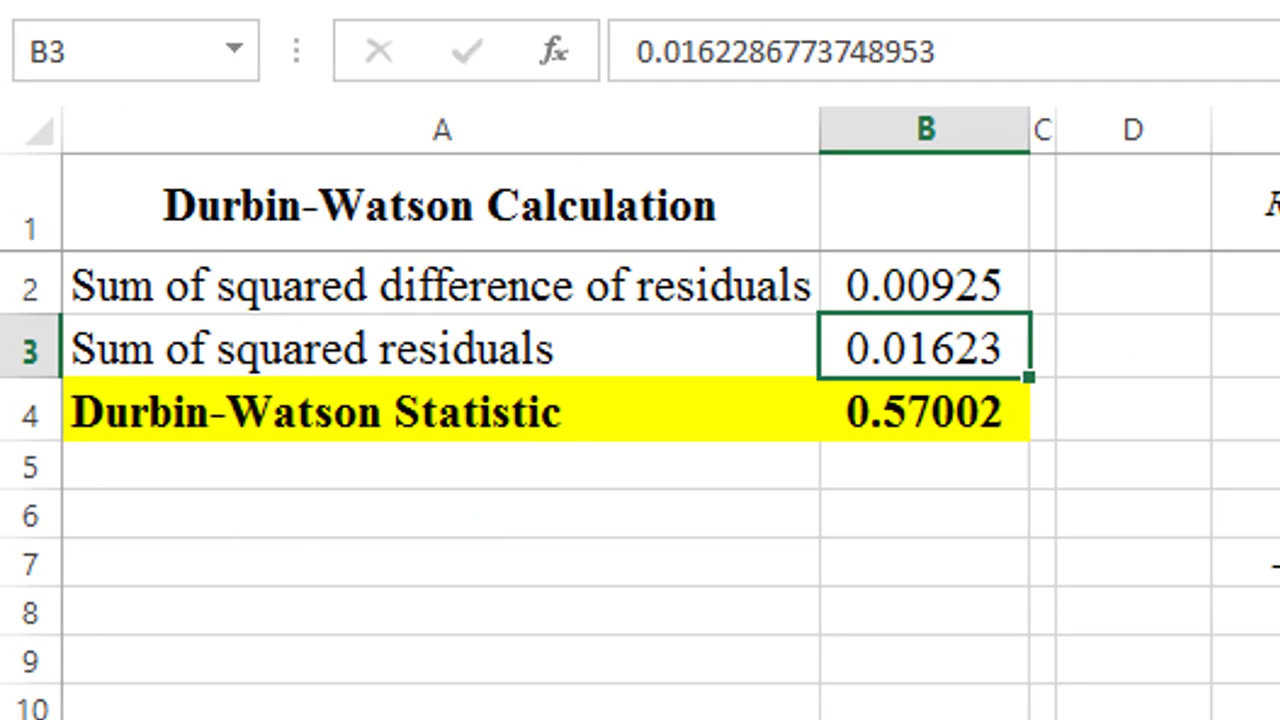 B3 fx 0.0162286773748953
A B C D
1 Durbin-Watson Calculation
2 Sum of squared difference of residuals 0.00925
3 Sum of squared residuals 0.01623
4 Durbin-Watson Statistic 0.57002
5
6
7
8
9
10